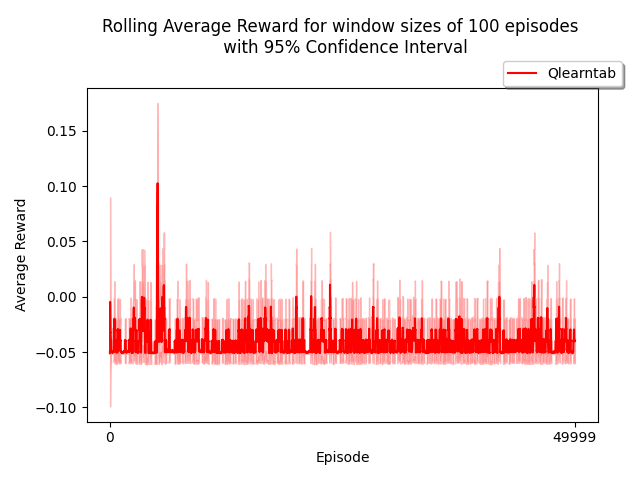 Rolling Average Reward for window sizes of 100 episodes
with 95% Confidence Interval
Qlearntab
0.15
0.10
0.05
0.00
−0.05
−0.10
Average Reward
0 49999
Episode